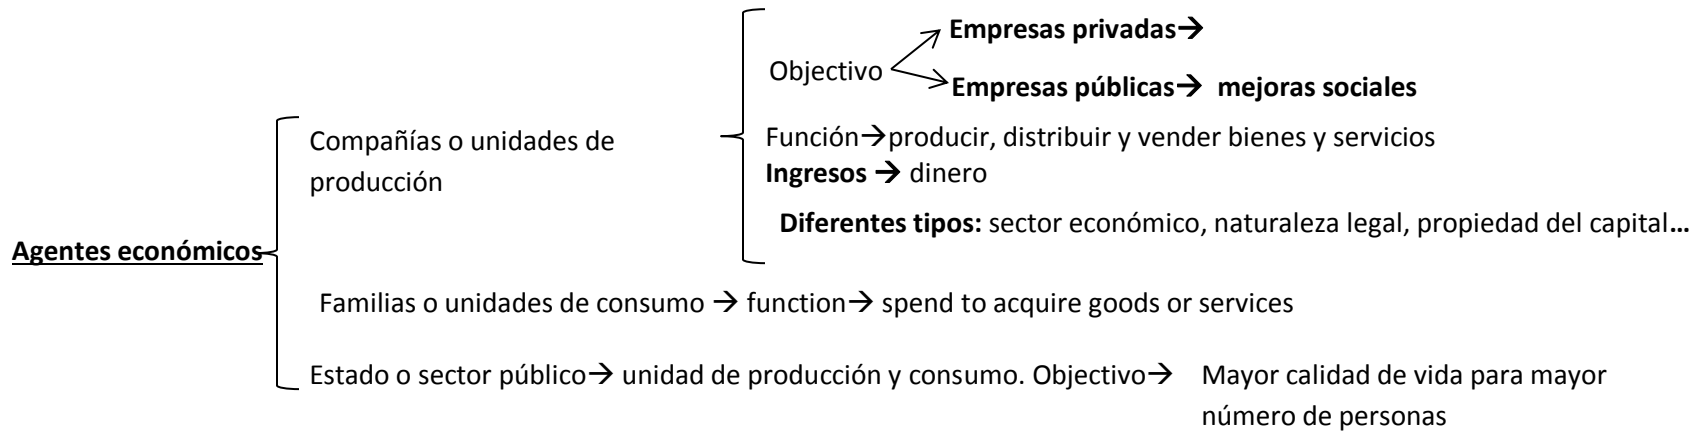 Empresas privadas→
Objectivo
Empresas públicas→ mejoras sociales
Compañías o unidades de
producción
Función→producir, distribuir y vender bienes y servicios
Ingresos → dinero
Diferentes tipos: sector económico, naturaleza legal, propiedad del capital…
Agentes económicos
Familias o unidades de consumo → function→ spend to acquire goods or services
Estado o sector público→ unidad de producción y consumo. Objectivo→ Mayor calidad de vida para mayor
número de personas